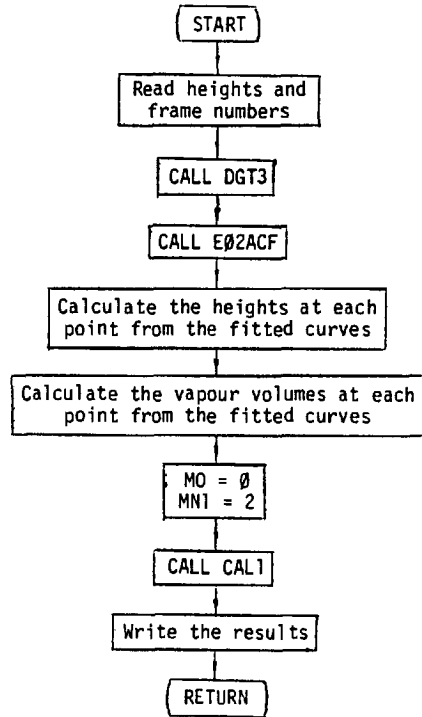 START
Read heights and
frame numbers
CALL DGT3
CALL EØ2ACF
Calculate the heights at each
point from the fitted curves
Calculate the vapour volumes at each
point from the fitted curves
MO = Ø
MN1 = 2
CALL CAL1
Write the results
RETURN